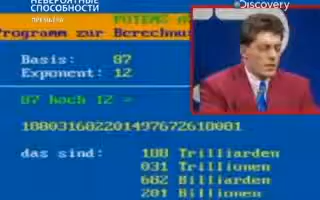 НЕВЕРОЯТНЫЕ
СПОСОБНОСТИ
ПРЕМЬЕРА
Discovery
Programm zur Berechnu
Basis: 87
Exponent: 12
87 hoch 12 =
188031682201497672618081
das sind: 188 Trilliarden
031 Trillionen
682 Billiarden
201 Billionen